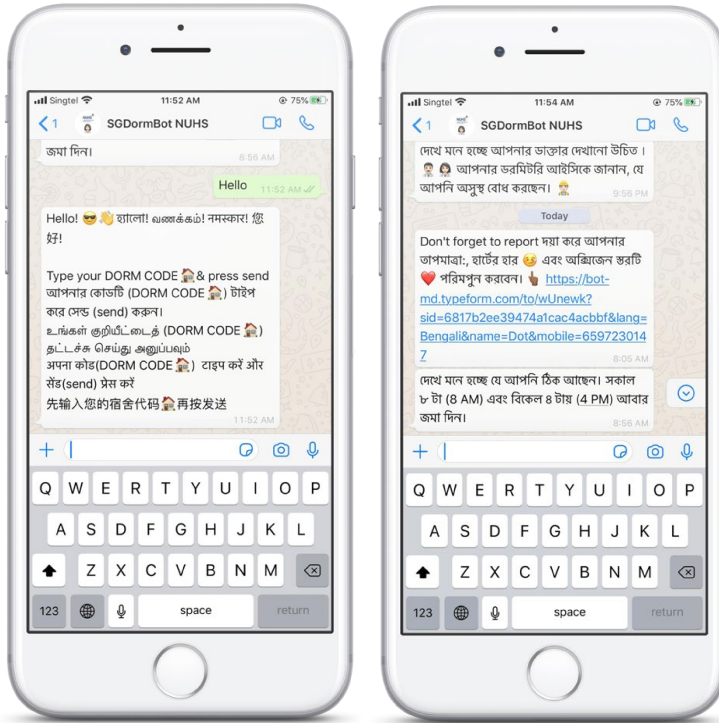 Singtel
11:52 AM
75%
1
SGDormBot NUHS
জমা দিন।
8:56 AM
Hello
11:52 AM
Hello! 😎👋 হ্যালো! வணக்கம்! नमस्कार! 您
好!
Type your DORM CODE 🏠& press send
আপনার কোডটি (DORM CODE 🏠) টাইপ
করে সেন্ড (send) করুন।
உங்கள் குறியீட்டைத் (DORM CODE 🏠)
தட்டச்சு செய்து அனுப்பவும்
अपना कोड(DORM CODE 🏠) टाइप करें और
सेंड(send) प्रेस करें
先输入您的宿舍代码🏠再按发送
11:52 AM
Q W E R T Y U I O P
A S D F G H J K L
Z X C V B N M
123
space
return
Singtel
11:54 AM
75%
1
SGDormBot NUHS
দেখে মনে হচ্ছে আপনার ডাক্তার দেখানো উচিত ।
👨🏻‍⚕️ 👩🏻‍⚕️ আপনার ডরমিটরি আইসিকে জানান, যে
আপনি অসুস্থ বোধ করছেন। 👷
9:56 PM
Today
Don't forget to report দয়া করে আপনার
তাপমাত্রা:, হার্টের হার 🤒 এবং অক্সিজেন স্তরটি
❤️ পরিমপুন করবেন। 👆🏾 https://bot-
md.typeform.com/to/wUnewk?
sid=6817b2ee39474a1cac4acbbf&lang=
Bengali&name=Dot&mobile=659723014
7
8:05 AM
দেখে মনে হচ্ছে যে আপনি ঠিক আছেন। সকাল
৮ টা (8 AM) এবং বিকেল ৪ টায় (4 PM) আবার
জমা দিন।
8:56 AM
Q W E R T Y U I O P
A S D F G H J K L
Z X C V B N M
123
space
return